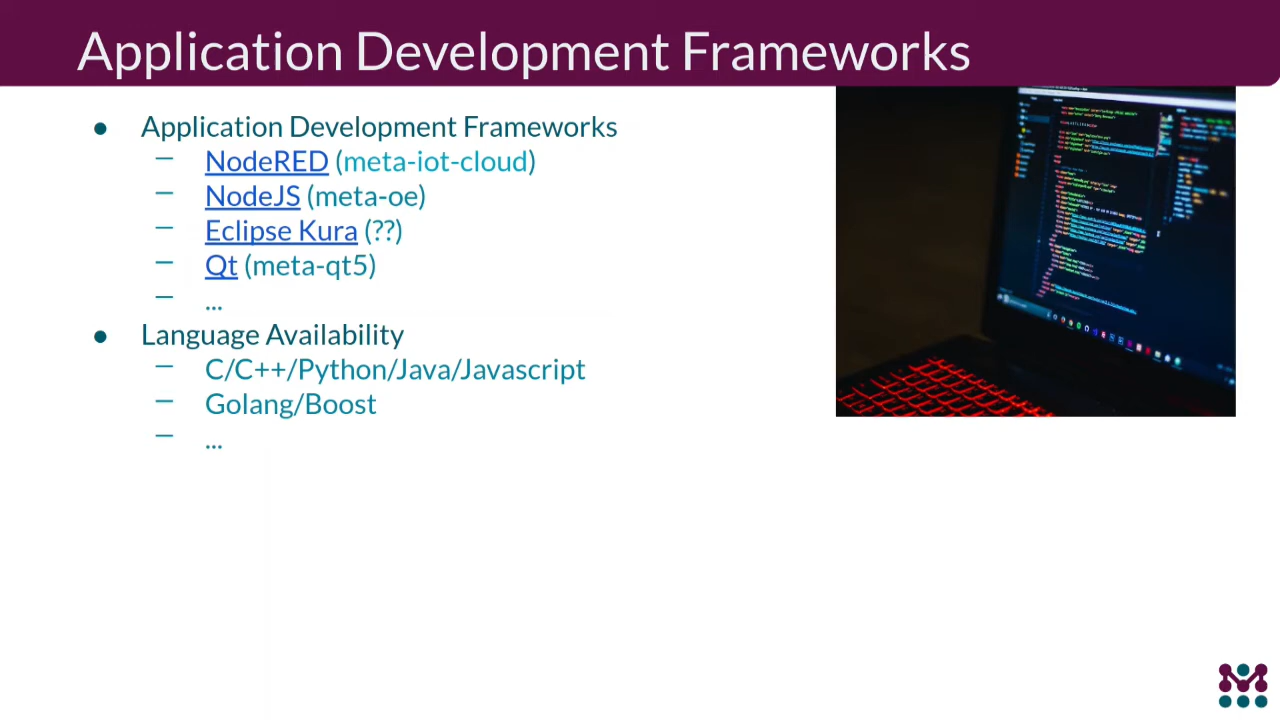 Application Development Frameworks
● Application Development Frameworks
– NodeRED (meta-iot-cloud)
– NodeJS (meta-oe)
– Eclipse Kura (??)
– Qt (meta-qt5)
– ...
● Language Availability
– C/C++/Python/Java/Javascript
– Golang/Boost
– ...